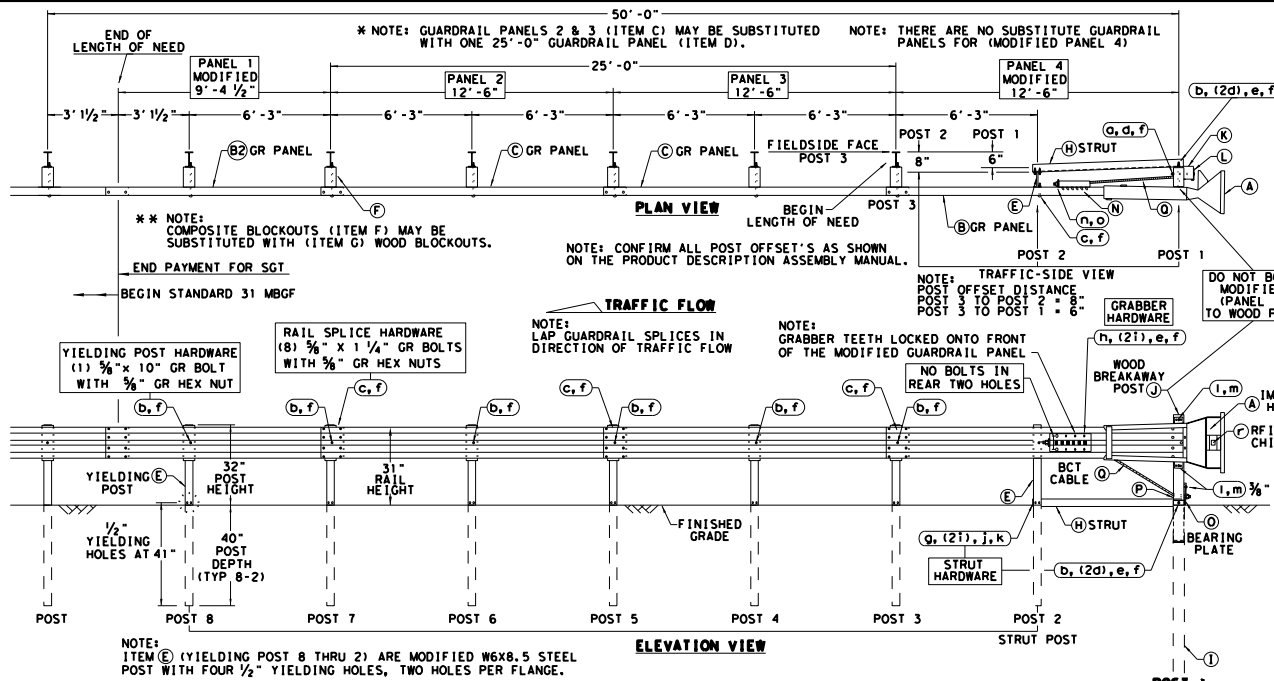 50'-0"
END OF
LENGTH OF NEED
* NOTE: GUARDRAIL PANELS 2 & 3 (ITEM C) MAY BE SUBSTITUTED
WITH ONE 25'-0" GUARDRAIL PANEL (ITEM D).
NOTE: THERE ARE NO SUBSTITUTE GUARDRAIL
PANELS FOR (MODIFIED PANEL 4)
25'-0"
PANEL 1
MODIFIED
9'-4 1/2"
PANEL 2
12'-6"
PANEL 3
12'-6"
PANEL 4
MODIFIED
12'-6"
b, (2d), e, f
3' 1 1/2"
3' 1 1/2"
6'-3"
6'-3"
6'-3"
6'-3"
6'-3"
6'-3"
POST 2
8"
POST 1
6"
a, d, f
K
L
H STRUT
FIELDSIDE FACE
POST 3
B2 GR PANEL
C GR PANEL
C GR PANEL
A
F
PLAN VIEW
BEGIN
LENGTH OF NEED
POST 3
B GR PANEL
E
n, o
N
Q
c, f
POST 2
POST 1
** NOTE:
COMPOSITE BLOCKOUTS (ITEM F) MAY BE
SUBSTITUTED WITH (ITEM G) WOOD BLOCKOUTS.
NOTE: CONFIRM ALL POST OFFSET'S AS SHOWN
ON THE PRODUCT DESCRIPTION ASSEMBLY MANUAL.
END PAYMENT FOR SGT
BEGIN STANDARD 31 MBGF
TRAFFIC-SIDE VIEW
NOTE:
POST OFFSET DISTANCE
POST 3 TO POST 2 = 8"
POST 3 TO POST 1 = 6"
DO NOT
MODIFIE
(PANEL
TO WOOD
TRAFFIC FLOW
NOTE:
LAP GUARDRAIL SPLICES IN
DIRECTION OF TRAFFIC FLOW
GRABBER
HARDWARE
h, (2i), e, f
NOTE:
GRABBER TEETH LOCKED ONTO FRONT
OF THE MODIFIED GUARDRAIL PANEL
NO BOLTS IN
REAR TWO HOLES
RAIL SPLICE HARDWARE
(8) 5/8" X 1 1/4" GR BOLTS
WITH 5/8" GR HEX NUTS
YIELDING POST HARDWARE
(1) 5/8"x 10" GR BOLT
WITH 5/8" GR HEX NUT
WOOD
BREAKAWAY
POST J
l, m
b, f
b, f
c, f
b, f
c, f
b, f
b, f
c, f
b, f
A
r RFI
CHI
YIELDING E
POST
32"
POST
HEIGHT
31"
RAIL
HEIGHT
E
BCT
CABLE
Q
P
l, m 3/8"
O
BEARING
PLATE
1/2"
YIELDING
HOLES AT 41"
40"
POST
DEPTH
(TYP 8-2)
FINISHED
GRADE
H STRUT
g, (2i), j, k
STRUT
HARDWARE
b, (2d), e, f
POST
POST 8
POST 7
POST 6
POST 5
POST 4
POST 3
POST 2
STRUT POST
I
NOTE:
ITEM E (YIELDING POST 8 THRU 2) ARE MODIFIED W6X8.5 STEEL
POST WITH FOUR 1/2" YIELDING HOLES, TWO HOLES PER FLANGE.
ELEVATION VIEW